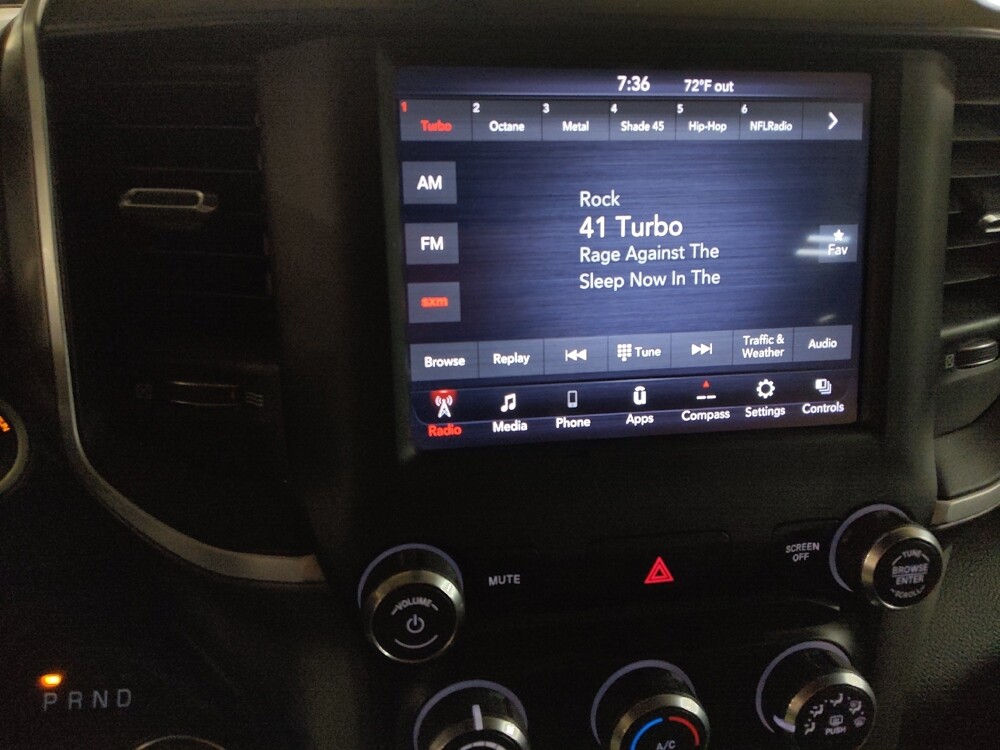 7:36 72°F out
1 Turbo 2 Octane 3 Metal 4 Shade 45 5 Hip-Hop 6 NFLRadio
AM
FM
sxm
Rock
41 Turbo
Rage Against The
Sleep Now In The
Fav
Browse Replay Tune Traffic & Weather Audio
Radio Media Phone Apps Compass Settings Controls
MUTE
SCREEN OFF
VOLUME
TUNE
BROWSE
ENTER
SCROLL
P R N D
A/C
PUSH